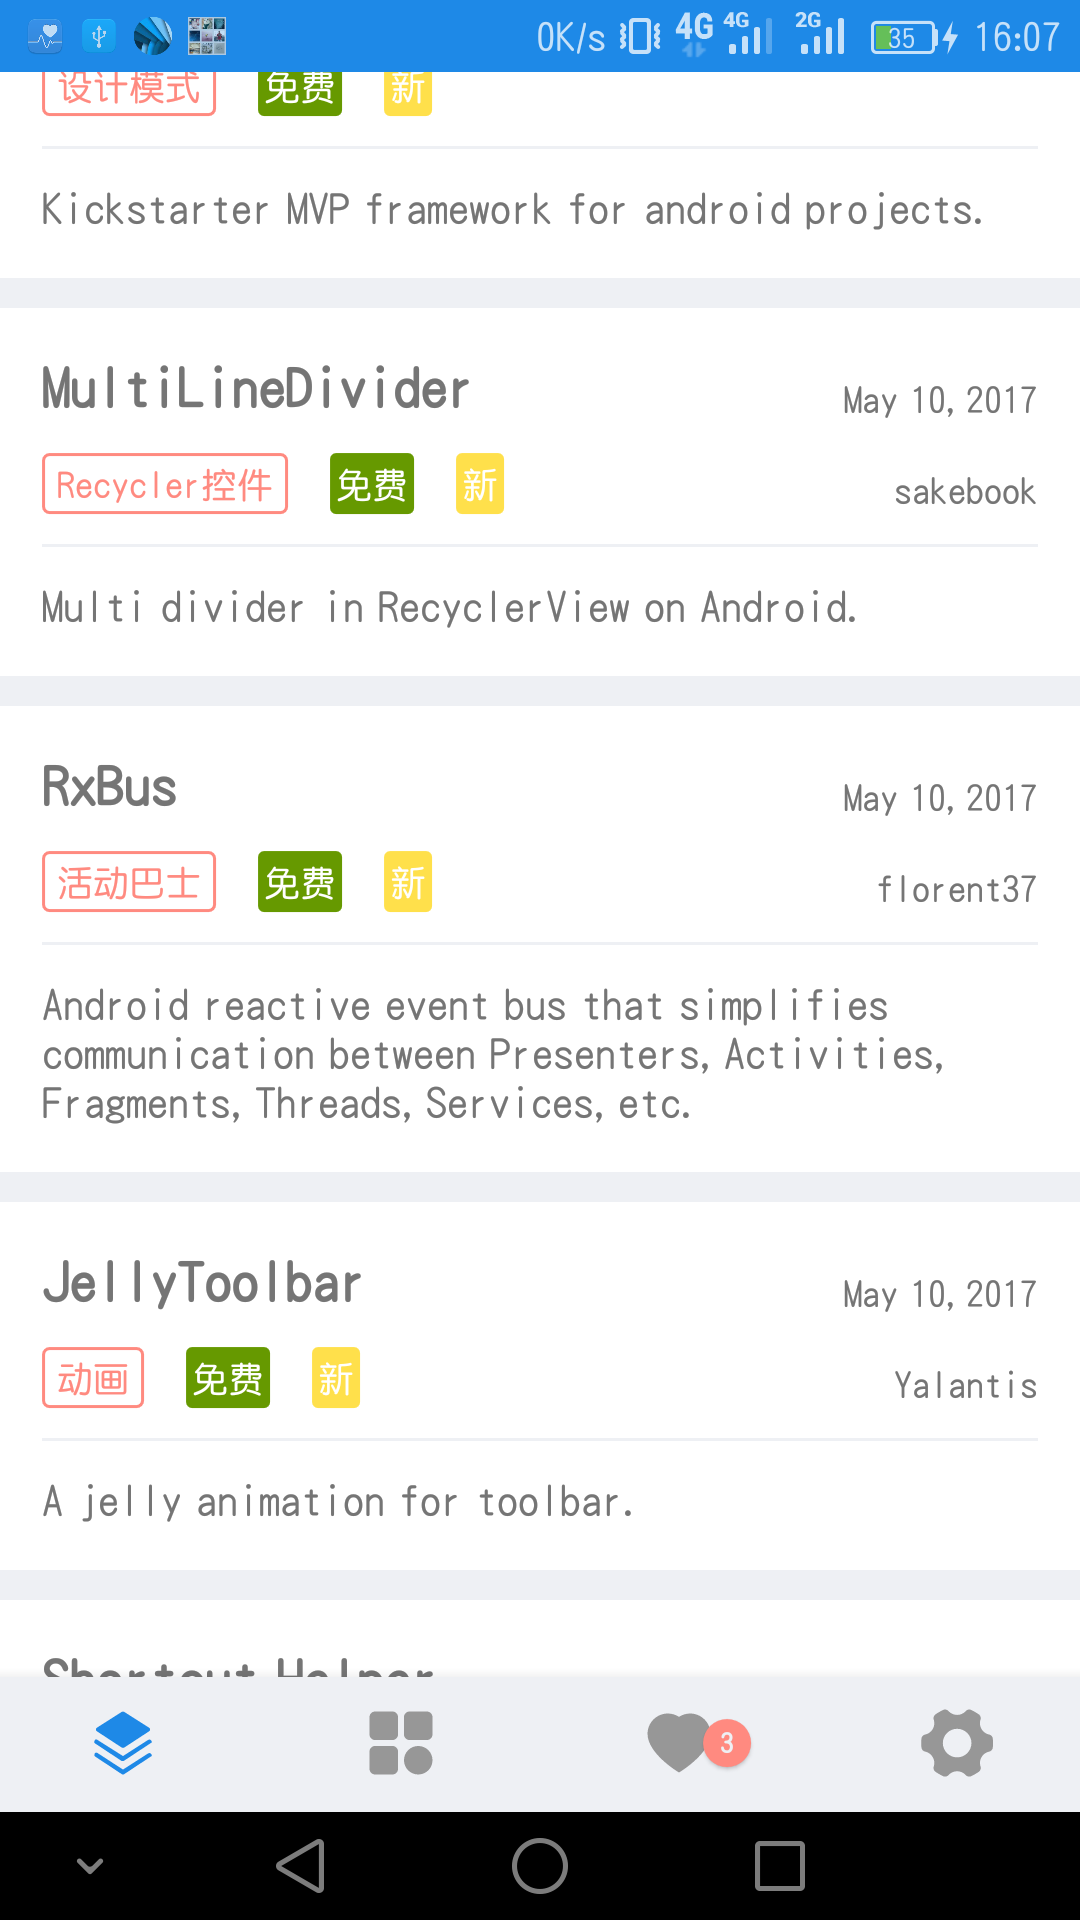 0K/s 4G 4G 2G 35 16:07
设计模式 免费 新
Kickstarter MVP framework for android projects.
MultiLineDivider May 10, 2017
Recycler控件 免费 新 sakebook
Multi divider in RecyclerView on Android.
RxBus May 10, 2017
活动巴士 免费 新 florent37
Android reactive event bus that simplifies
communication between Presenters, Activities,
Fragments, Threads, Services, etc.
JellyToolbar May 10, 2017
动画 免费 新 Yalantis
A jelly animation for toolbar.
Shortcut Helper
3